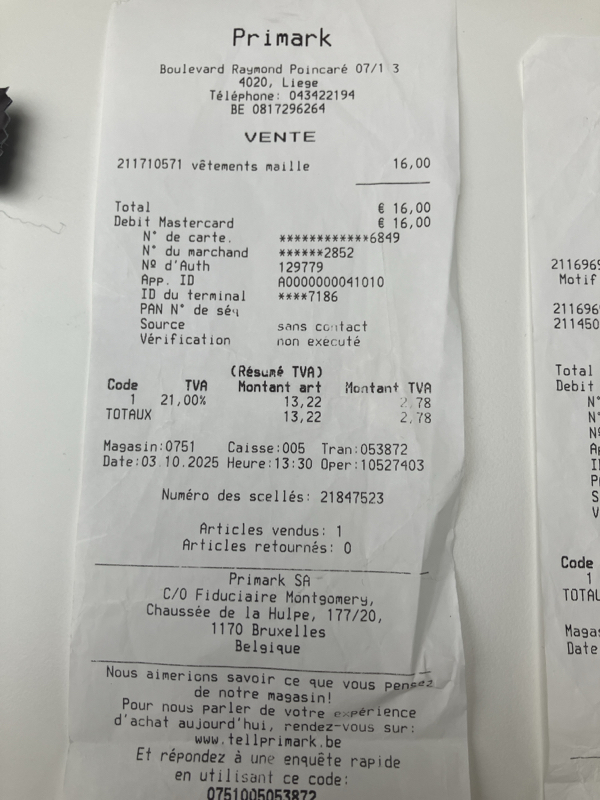 Primark
Boulevard Raymond Poincaré 07/1 3
4020, Liege
Téléphone: 043422194
BE 0817296264
VENTE
211710571 vêtements maille 16,00
Total € 16,00
Debit Mastercard € 16,00
N° de carte. ************6849
N° du marchand ******2852
Nº d'Auth 129779
App. ID A0000000041010
ID du terminal ****7186
PAN N° de séq
Source sans contact
Vérification non exécuté
(Résumé TVA)
Code TVA Montant art Montant TVA
1 21,00% 13,22 2,78
TOTAUX 13,22 2,78
Magasin:0751 Caisse:005 Tran:053872
Date:03.10.2025 Heure:13:30 Oper:10527403
Numéro des scellés: 21847523
Articles vendus: 1
Articles retournés: 0
Primark SA
C/O Fiduciaire Montgomery,
Chaussée de la Hulpe, 177/20,
1170 Bruxelles
Belgique
Nous aimerions savoir ce que vous pensez
de notre magasin!
Pour nous parler de votre expérience
d'achat aujourd'hui, rendez-vous sur:
www.tellprimark.be
Et répondez à une enquête rapide
en utilisant ce code:
0751005053872
Motif
Total
Debit
Code
1
Date